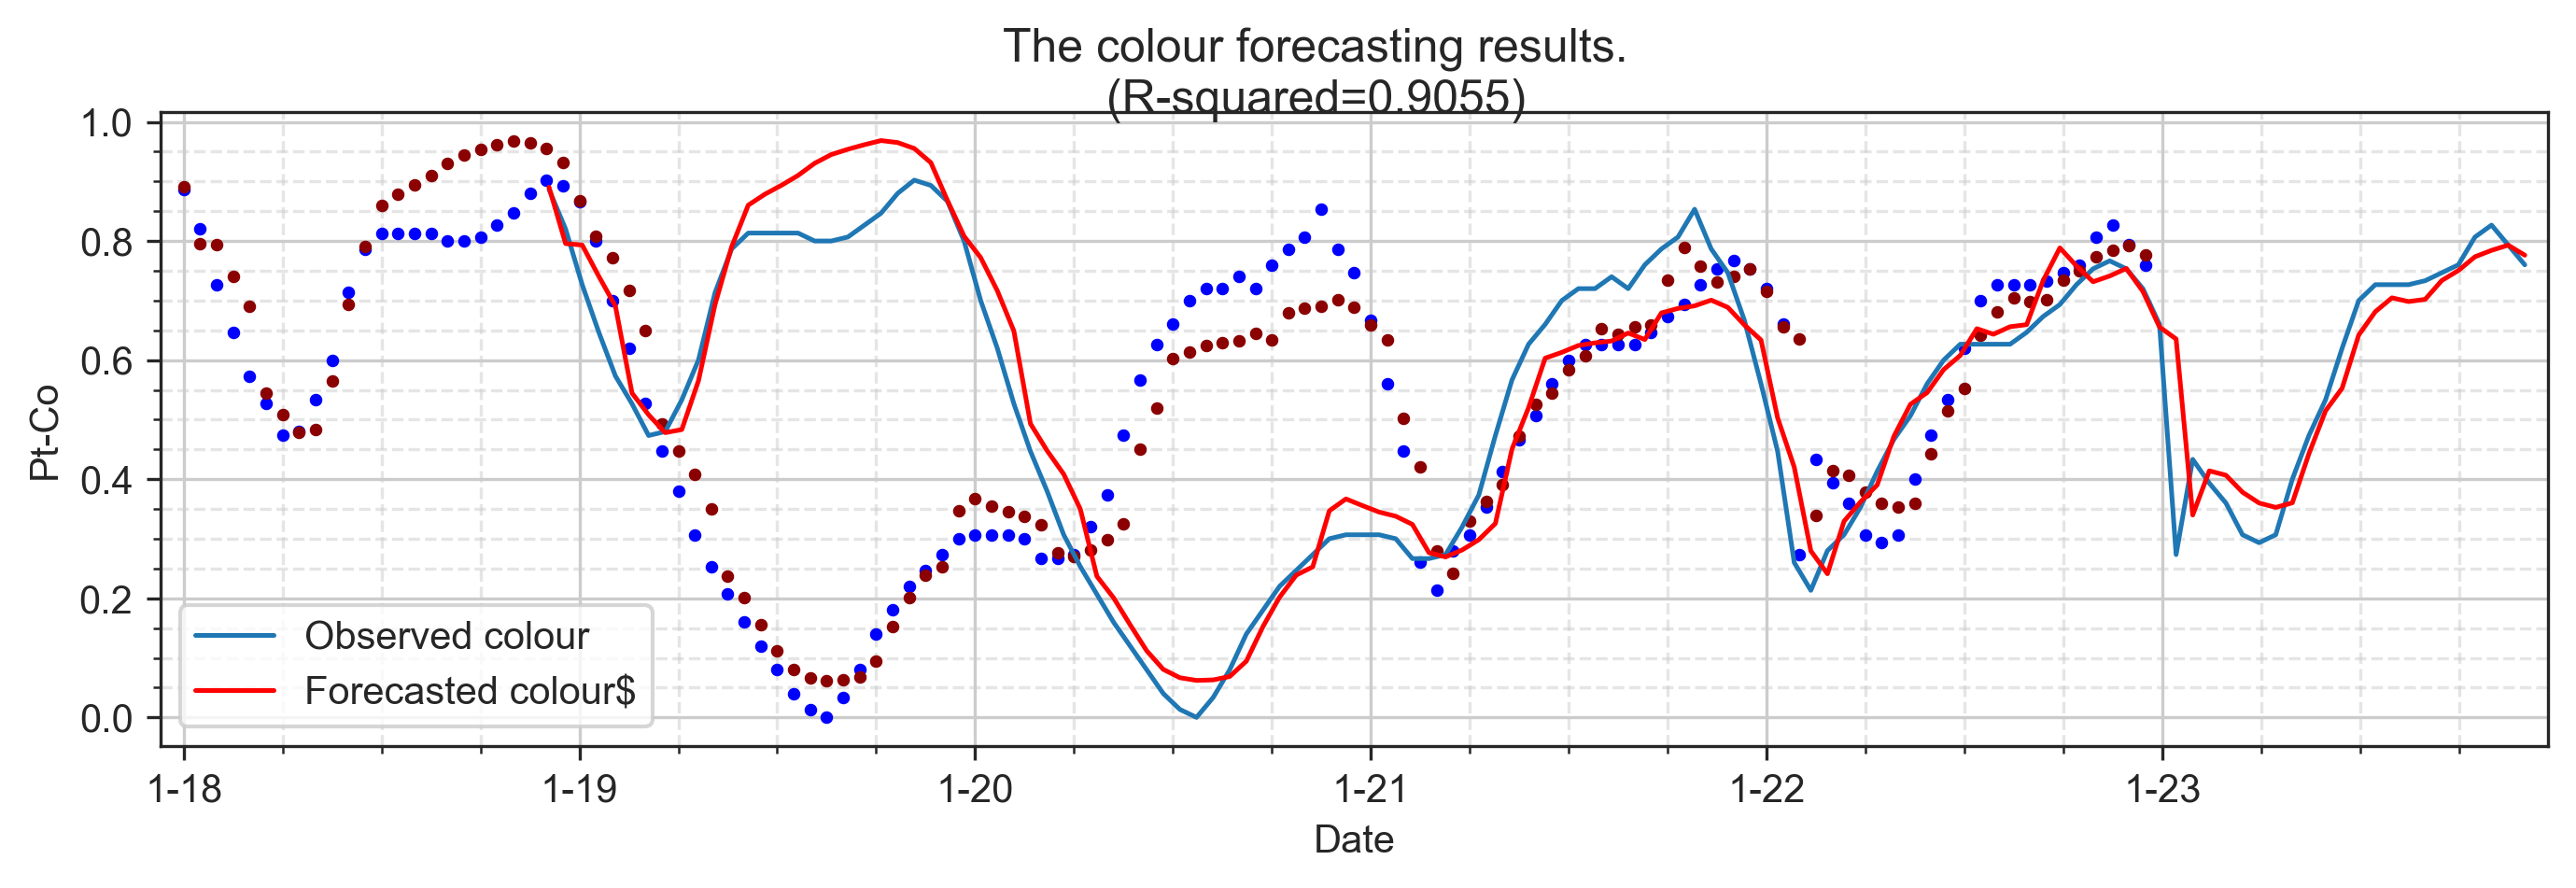 The colour forecasting results.
(R-squared=0.9055)
1.0
0.8
0.6
0.4
0.2
0.0
Pt-Co
Observed colour
Forecasted colour$
1-18
1-19
1-20
1-21
1-22
1-23
Date